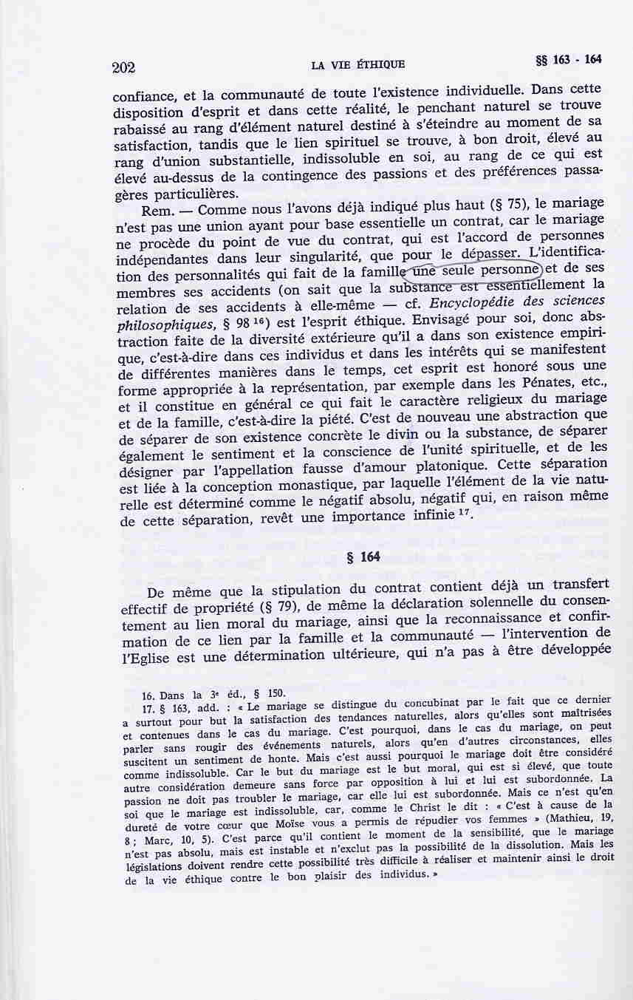 202 LA VIE ÉTHIQUE §§ 163 - 164
confiance, et la communauté de toute l'existence individuelle. Dans cette
disposition d'esprit et dans cette réalité, le penchant naturel se trouve
rabaissé au rang d'élément naturel destiné à s'éteindre au moment de sa
satisfaction, tandis que le lien spirituel se trouve, à bon droit, élevé au
rang d'union substantielle, indissoluble en soi, au rang de ce qui est
élevé au-dessus de la contingence des passions et des préférences passa-
gères particulières.
Rem. — Comme nous l'avons déjà indiqué plus haut (§ 75), le mariage
n'est pas une union ayant pour base essentielle un contrat, car le mariage
ne procède du point de vue du contrat, qui est l'accord de personnes
indépendantes dans leur singularité, que pour le dépasser. L'identifica-
tion des personnalités qui fait de la famille une seule personne et de ses
membres ses accidents (on sait que la substance est essentiellement la
relation de ses accidents à elle-même — cf. Encyclopédie des sciences
philosophiques, § 98 ¹⁶) est l'esprit éthique. Envisagé pour soi, donc abs-
traction faite de la diversité extérieure qu'il a dans son existence empiri-
que, c'est-à-dire dans ces individus et dans les intérêts qui se manifestent
de différentes manières dans le temps, cet esprit est honoré sous une
forme appropriée à la représentation, par exemple dans les Pénates, etc.,
et il constitue en général ce qui fait le caractère religieux du mariage
et de la famille, c'est-à-dire la piété. C'est de nouveau une abstraction que
de séparer de son existence concrète le divin ou la substance, de séparer
également le sentiment et la conscience de l'unité spirituelle, et de les
désigner par l'appellation fausse d'amour platonique. Cette séparation
est liée à la conception monastique, par laquelle l'élément de la vie natu-
relle est déterminé comme le négatif absolu, négatif qui, en raison même
de cette séparation, revêt une importance infinie ¹⁷.
§ 164
De même que la stipulation du contrat contient déjà un transfert
effectif de propriété (§ 79), de même la déclaration solennelle du consen-
tement au lien moral du mariage, ainsi que la reconnaissance et confir-
mation de ce lien par la famille et la communauté — l'intervention de
l'Eglise est une détermination ultérieure, qui n'a pas à être développée
16. Dans la 3ᵉ éd., § 150.
17. § 163, add. : « Le mariage se distingue du concubinat par le fait que ce dernier
a surtout pour but la satisfaction des tendances naturelles, alors qu'elles sont maîtrisées
et contenues dans le cas du mariage. C'est pourquoi, dans le cas du mariage, on peut
parler sans rougir des événements naturels, alors qu'en d'autres circonstances, elles
suscitent un sentiment de honte. Mais c'est aussi pourquoi le mariage doit être considéré
comme indissoluble. Car le but du mariage est le but moral, qui est si élevé, que toute
autre considération demeure sans force par opposition à lui et lui est subordonnée. La
passion ne doit pas troubler le mariage, car elle lui est subordonnée. Mais ce n'est qu'en
soi que le mariage est indissoluble, car, comme le Christ le dit : « C'est à cause de la
dureté de votre cœur que Moïse vous a permis de répudier vos femmes » (Mathieu, 19,
8 ; Marc, 10, 5). C'est parce qu'il contient le moment de la sensibilité, que le mariage
n'est pas absolu, mais est instable et n'exclut pas la possibilité de la dissolution. Mais les
législations doivent rendre cette possibilité très difficile à réaliser et maintenir ainsi le droit
de la vie éthique contre le bon plaisir des individus. »